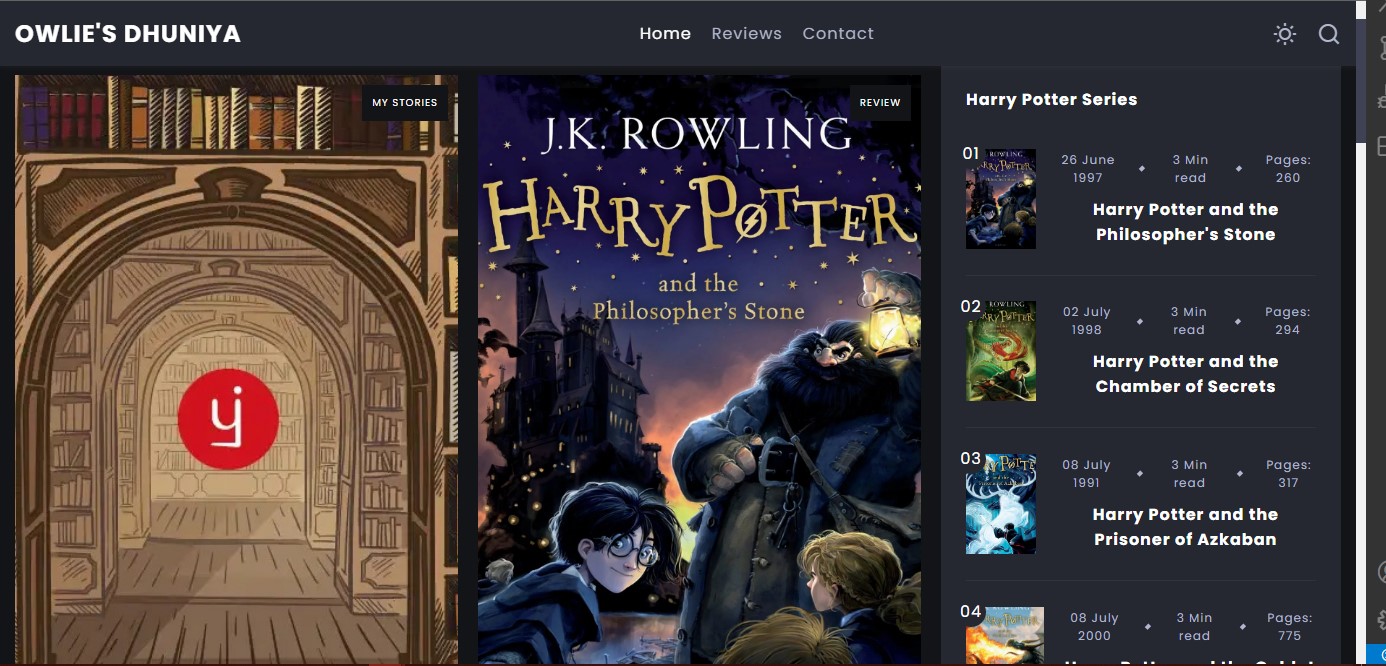 OWLIE'S DHUNIYA
Home Reviews Contact
MY STORIES
REVIEW
J.K. ROWLING
HARRY POTTER
and the
Philosopher's Stone
Harry Potter Series
01
26 June
1997
3 Min
read
Pages:
260
Harry Potter and the
Philosopher's Stone
02
02 July
1998
3 Min
read
Pages:
294
Harry Potter and the
Chamber of Secrets
03
08 July
1991
3 Min
read
Pages:
317
Harry Potter and the
Prisoner of Azkaban
04
08 July
2000
3 Min
read
Pages:
775